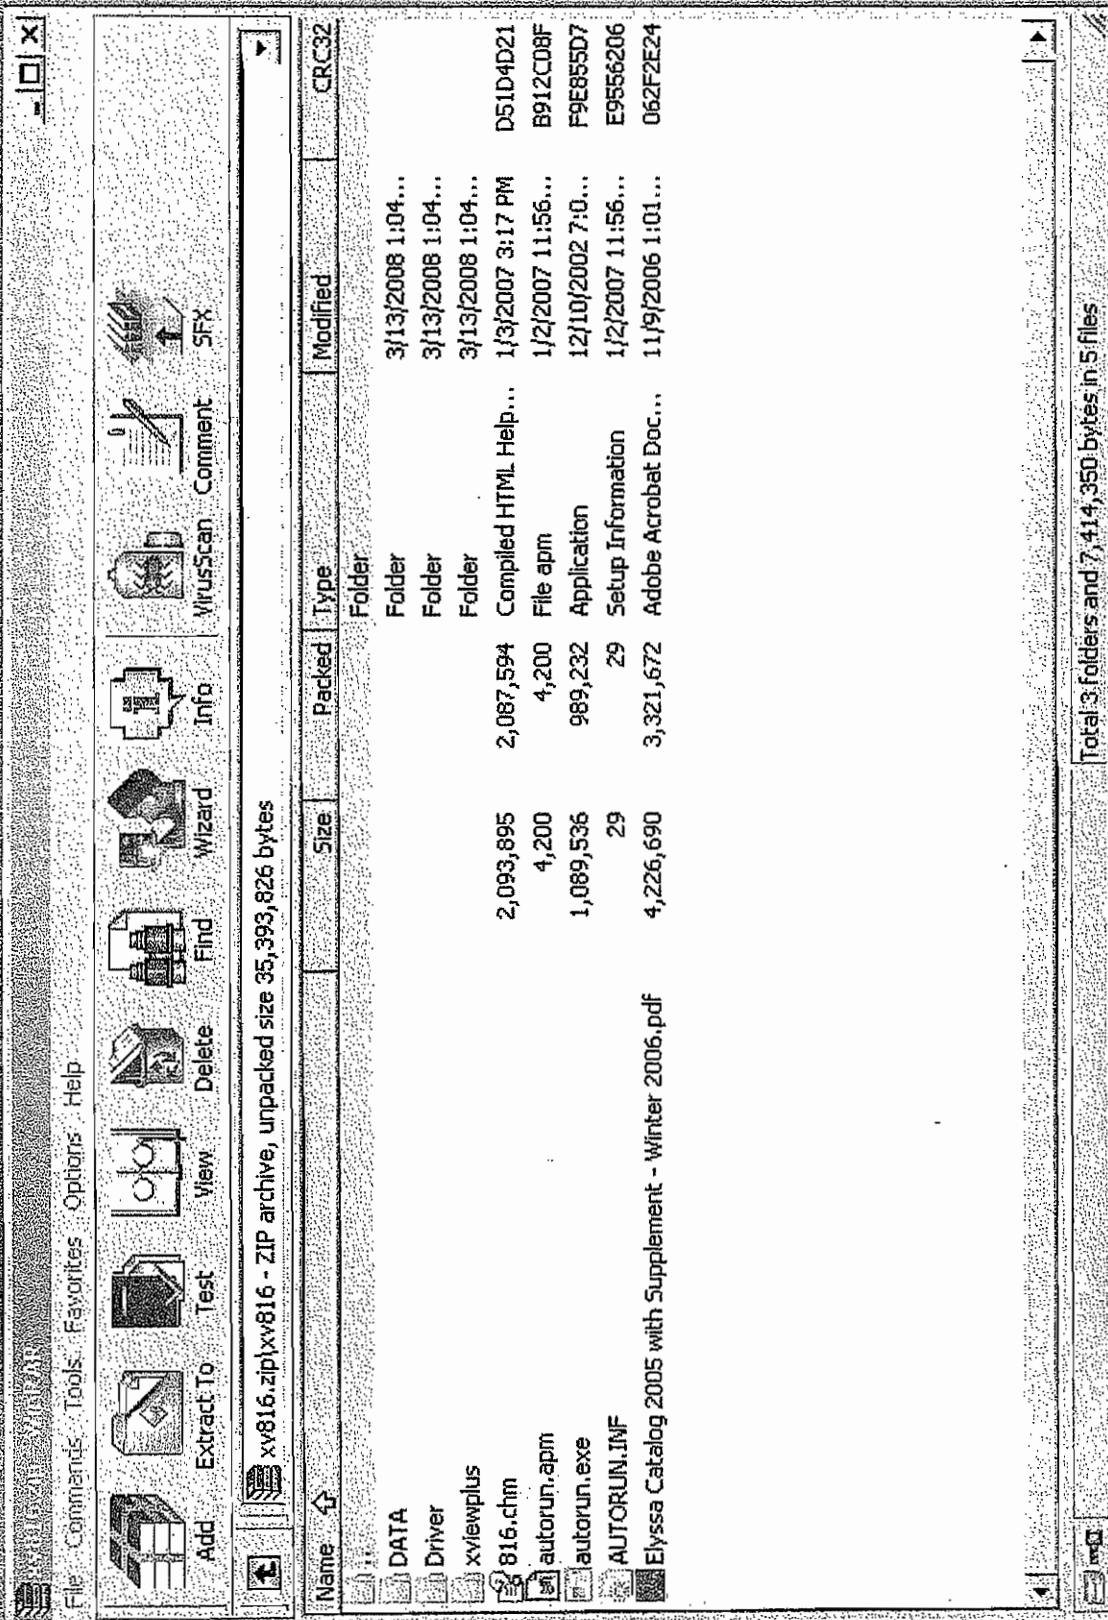 File Commands Tools Favorites Options Help
Add Extract To Test View Delete Find Wizard Info VirusScan Comment SFX
xv816.zip\xv816 - ZIP archive, unpacked size 35,393,826 bytes
Name Size Packed Type Modified CRC32
.. Folder
DATA Folder 3/13/2008 1:04...
Driver Folder 3/13/2008 1:04...
xviewplus Folder 3/13/2008 1:04...
816.chm 2,093,895 2,087,594 Compiled HTML Help... 1/3/2007 3:17 PM D51D4D21
autorun.apm 4,200 4,200 File apm 1/2/2007 11:56... B912C08F
autorun.exe 1,089,536 989,232 Application 12/10/2002 7:0... F9E855D7
AUTORUN.INF 29 29 Setup Information 1/2/2007 11:56... E9556206
Elyssa Catalog 2005 with Supplement - Winter 2006.pdf 4,226,690 3,321,672 Adobe Acrobat Doc... 11/9/2006 1:01... 062F2E24
Total 3 folders and 7,414,350 bytes in 5 files